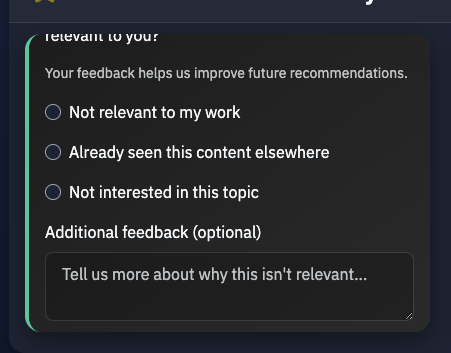 relevant to you?
Your feedback helps us improve future recommendations.
Not relevant to my work
Already seen this content elsewhere
Not interested in this topic
Additional feedback (optional)
Tell us more about why this isn't relevant...